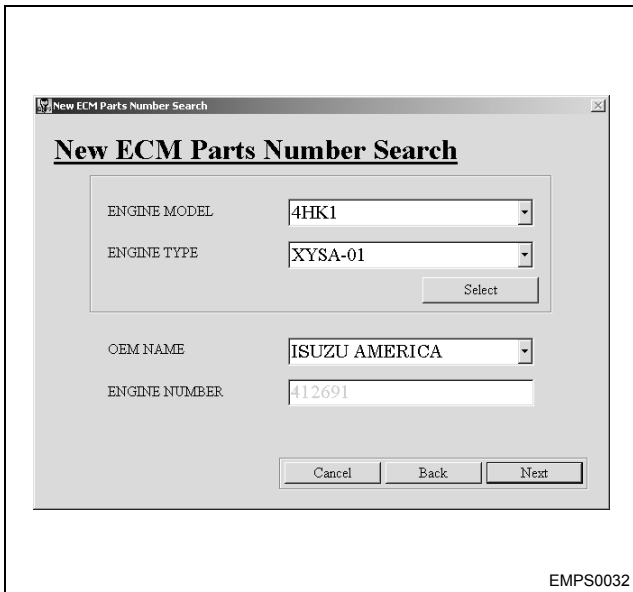 New ECM Parts Number Search
New ECM Parts Number Search
ENGINE MODEL 4HK1
ENGINE TYPE XYSA-01
Select
OEM NAME ISUZU AMERICA
ENGINE NUMBER 412691
Cancel Back Next
EMPS0032